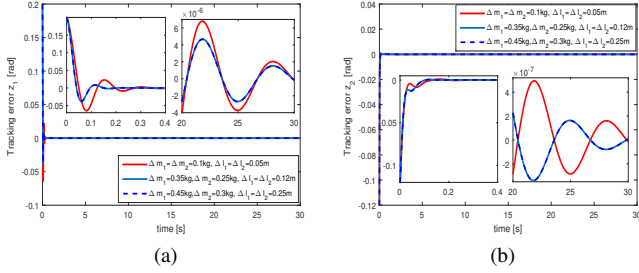 0.2
0.15
0.1
0.05
0
-0.05
-0.1
Tracking error z1 [rad]
0.15
0.1
0.05
0
-0.05
0 0.1 0.2 0.3 0.4
×10-6
6
4
2
0
-2
-4
20 25 30
Δ m1=Δ m2=0.1kg, Δ l1=Δ l2=0.05m
Δ m1=0.35kg,Δ m2=0.25kg, Δ l1=Δ l2=0.12m
Δ m1=0.45kg,Δ m2=0.3kg, Δ l1=Δ l2=0.25m
0 5 10 15 20 25 30
time [s]
(a)
0.04
0.02
0
-0.02
-0.04
-0.06
-0.08
-0.1
-0.12
Tracking error z2 [rad]
Δ m1=Δ m2=0.1kg, Δ l1=Δ l2=0.05m
Δ m1=0.35kg,Δ m2=0.25kg, Δ l1=Δ l2=0.12m
Δ m1=0.45kg,Δ m2=0.3kg, Δ l1=Δ l2=0.25m
0
-0.05
-0.1
0 0.2 0.4
×10-7
4
2
0
-2
20 25 30
0 5 10 15 20 25 30
time [s]
(b)